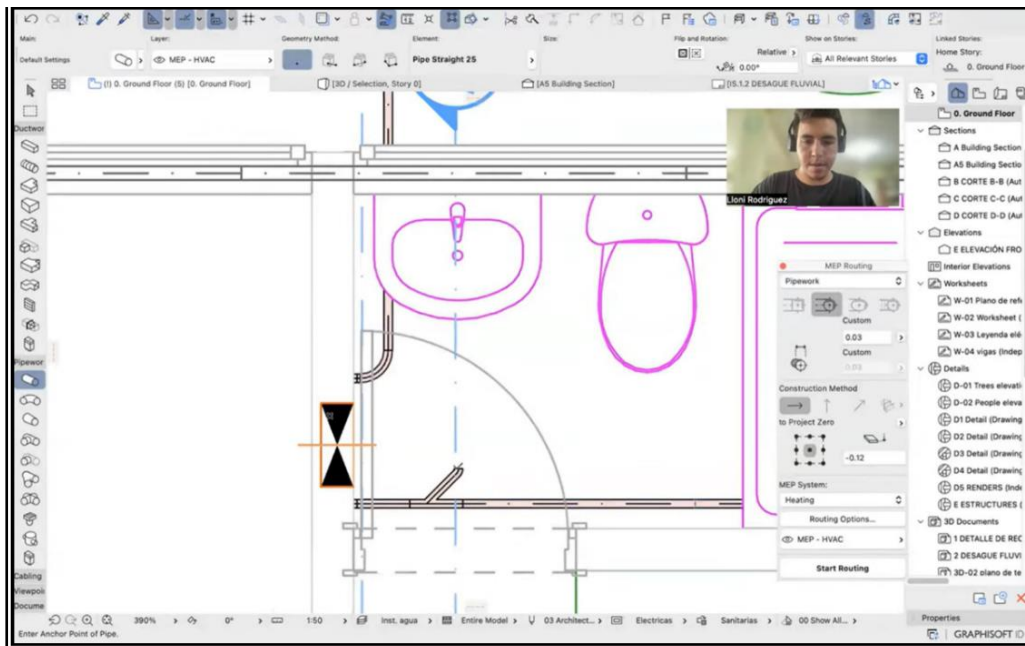 Main:
Layer:
Geometry Method:
Element:
Size:
Flip and Rotation:
Show on Stories:
Linked Stories:
Default Settings
MEP - HVAC
Pipe Straight 25
Relative
0.00°
All Relevant Stories
Home Story:
0. Ground Floor
(!) 0. Ground Floor (5) [0. Ground Floor]
[3D / Selection, Story 0]
[A5 Building Section]
[15.1.2 DESAGUE FLUVIAL]
Lloni Rodriguez
Ductwor
Pipewor
Cabling
Viewpoi
Docume
MEP Routing
Pipework
Custom
0.03
Custom
0.03
Construction Method
to Project Zero
-0.12
MEP System:
Heating
Routing Options...
MEP - HVAC
Start Routing
0. Ground Floor
Sections
A Building Section
A5 Building Sectio
B CORTE B-B (Aut
C CORTE C-C (Aut
D CORTE D-D (Aut
Elevations
E ELEVACIÓN FRO
Interior Elevations
Worksheets
W-01 Plano de refe
W-02 Worksheet (
W-03 Leyenda elé
W-04 vigas (Indep
Details
D-01 Trees elevati
D-02 People eleva
D1 Detail (Drawing
D2 Detail (Drawing
D3 Detail (Drawing
D4 Detail (Drawing
D5 RENDERS (Inde
E ESTRUCTURES (
3D Documents
1 DETALLE DE REC
2 DESAGUE FLUVI
3D-02 plano de te
390%
0°
1:50
Inst. agua
Entire Model
03 Architect...
Electricas
Sanitarias
00 Show All...
Properties
Enter Anchor Point of Pipe.
GRAPHISOFT ID